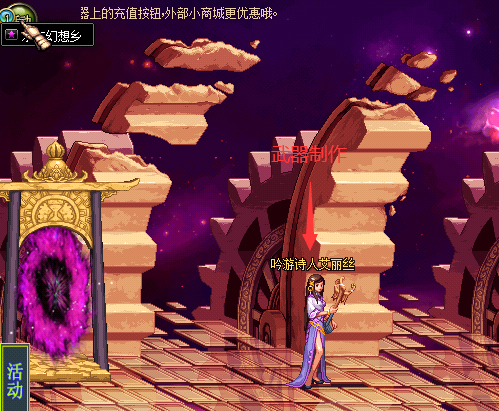 器上的充值按钮,外部小商城更优惠哦。
幻想乡
武器制作
吟游诗人艾丽丝
活动